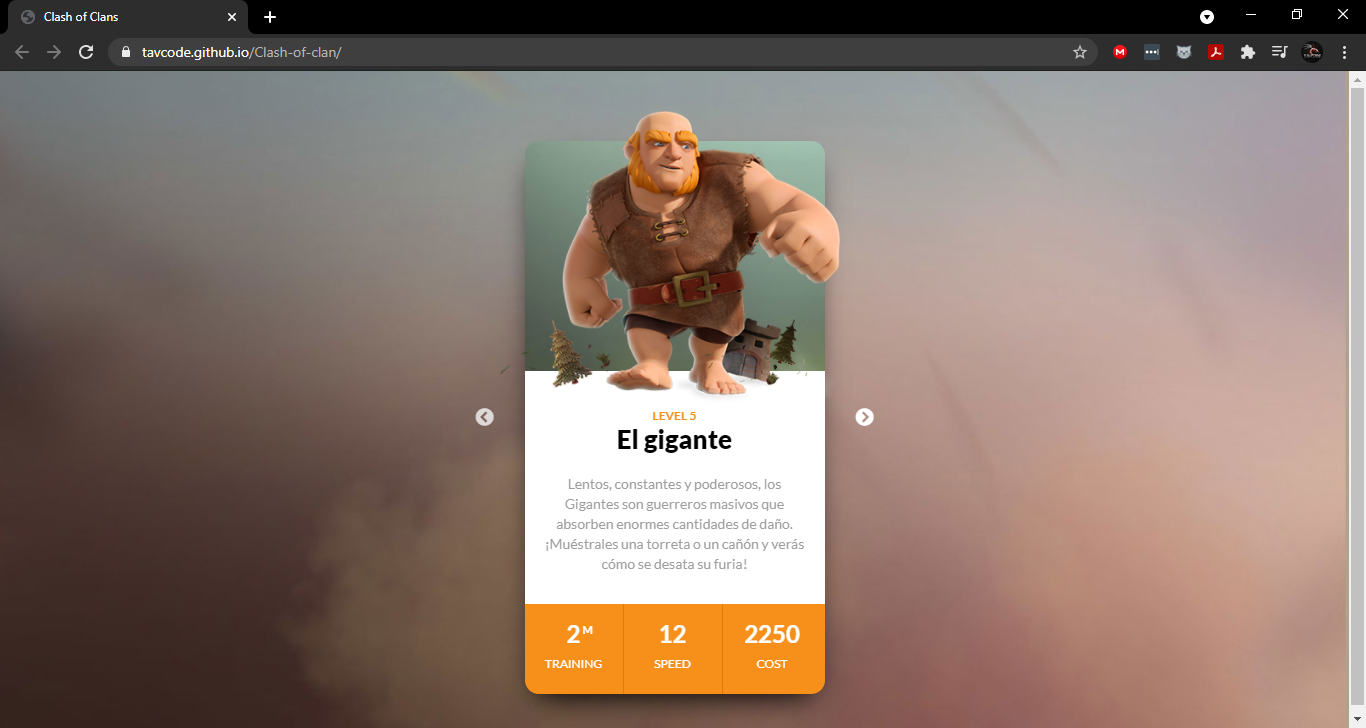 Clash of Clans
tavcode.github.io/Clash-of-clan/
LEVEL 5
El gigante
Lentos, constantes y poderosos, los
Gigantes son guerreros masivos que
absorben enormes cantidades de daño.
¡Muéstrales una torreta o un cañón y verás
cómo se desata su furia!
2M 12 2250
TRAINING SPEED COST